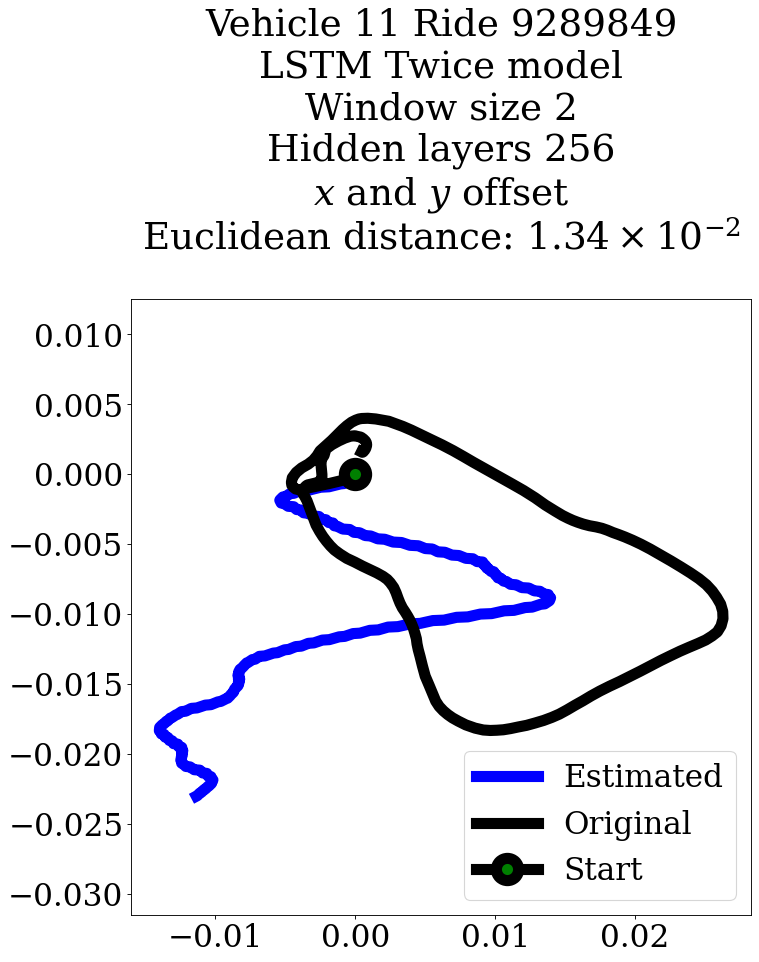 Vehicle 11 Ride 9289849
LSTM Twice model
Window size 2
Hidden layers 256
x and y offset
Euclidean distance: 1.34 × 10⁻²
0.010
0.005
0.000
−0.005
−0.010
−0.015
−0.020
−0.025
−0.030
Estimated
Original
Start
−0.01 0.00 0.01 0.02